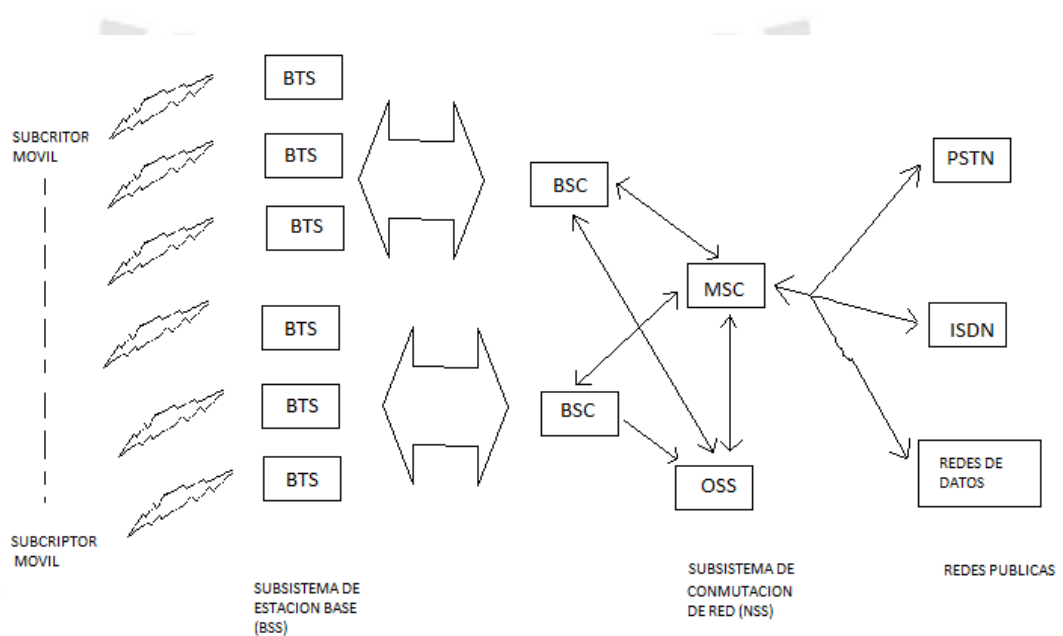 SUBCRITOR
MOVIL
BTS
BTS
BTS
BTS
BTS
BTS
SUBCRIPTOR
MOVIL
SUBSISTEMA DE
ESTACION BASE
(BSS)
BSC
BSC
MSC
OSS
SUBSISTEMA DE
CONMUTACION
DE RED (NSS)
PSTN
ISDN
REDES DE
DATOS
REDES PUBLICAS